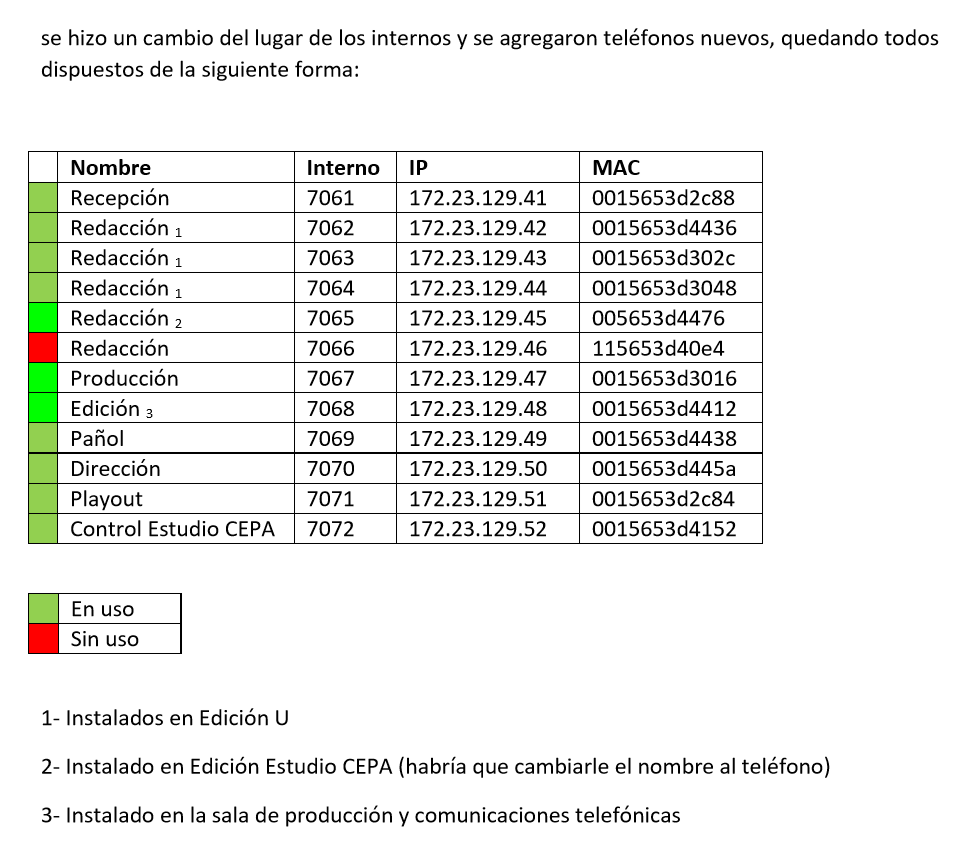 se hizo un cambio del lugar de los internos y se agregaron teléfonos nuevos, quedando todos
dispuestos de la siguiente forma:
Nombre Interno IP MAC
Recepción 7061 172.23.129.41 0015653d2c88
Redacción 1 7062 172.23.129.42 0015653d4436
Redacción 1 7063 172.23.129.43 0015653d302c
Redacción 1 7064 172.23.129.44 0015653d3048
Redacción 2 7065 172.23.129.45 005653d4476
Redacción 7066 172.23.129.46 115653d40e4
Producción 7067 172.23.129.47 0015653d3016
Edición 3 7068 172.23.129.48 0015653d4412
Pañol 7069 172.23.129.49 0015653d4438
Dirección 7070 172.23.129.50 0015653d445a
Playout 7071 172.23.129.51 0015653d2c84
Control Estudio CEPA 7072 172.23.129.52 0015653d4152
En uso
Sin uso
1- Instalados en Edición U
2- Instalado en Edición Estudio CEPA (habría que cambiarle el nombre al teléfono)
3- Instalado en la sala de producción y comunicaciones telefónicas